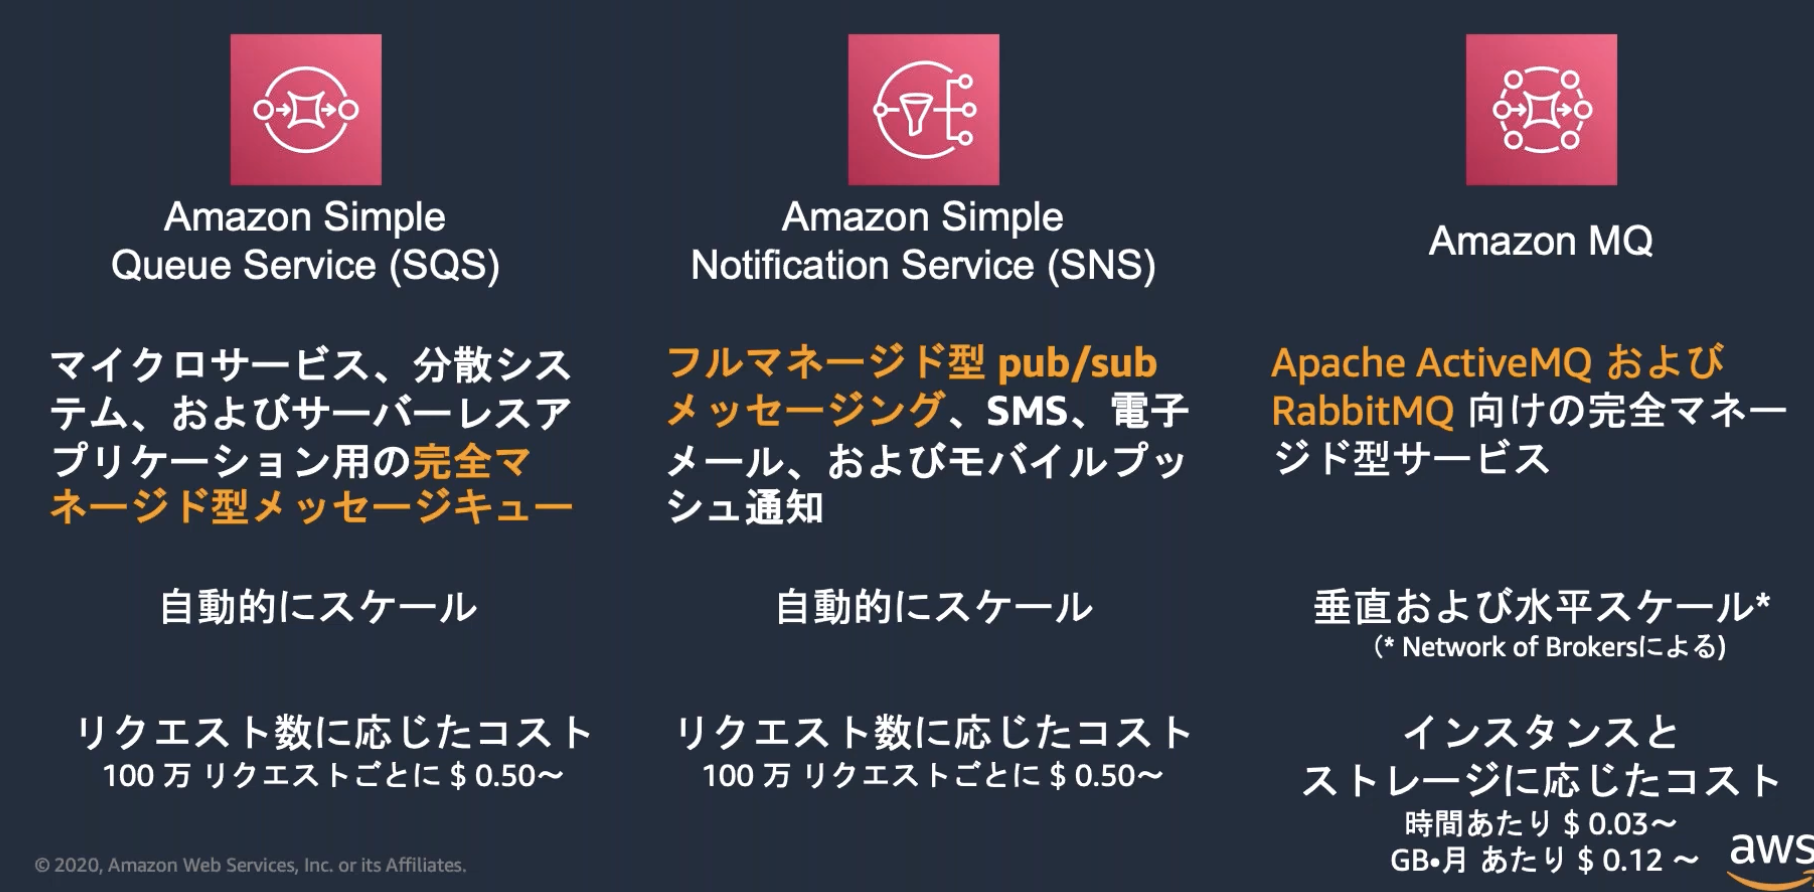 Amazon Simple
Queue Service (SQS)
マイクロサービス、分散シス
テム、およびサーバーレスア
プリケーション用の完全マ
ネージド型メッセージキュー
自動的にスケール
リクエスト数に応じたコスト
100 万 リクエストごとに $ 0.50〜
Amazon Simple
Notification Service (SNS)
フルマネージド型 pub/sub
メッセージング、SMS、電子
メール、およびモバイルプッ
シュ通知
自動的にスケール
リクエスト数に応じたコスト
100 万 リクエストごとに $ 0.50〜
Amazon MQ
Apache ActiveMQ および
RabbitMQ 向けの完全マネー
ジド型サービス
垂直および水平スケール*
(* Network of Brokersによる)
インスタンスと
ストレージに応じたコスト
時間あたり $ 0.03〜
GB•月 あたり $ 0.12 〜
© 2020, Amazon Web Services, Inc. or its Affiliates.
aws